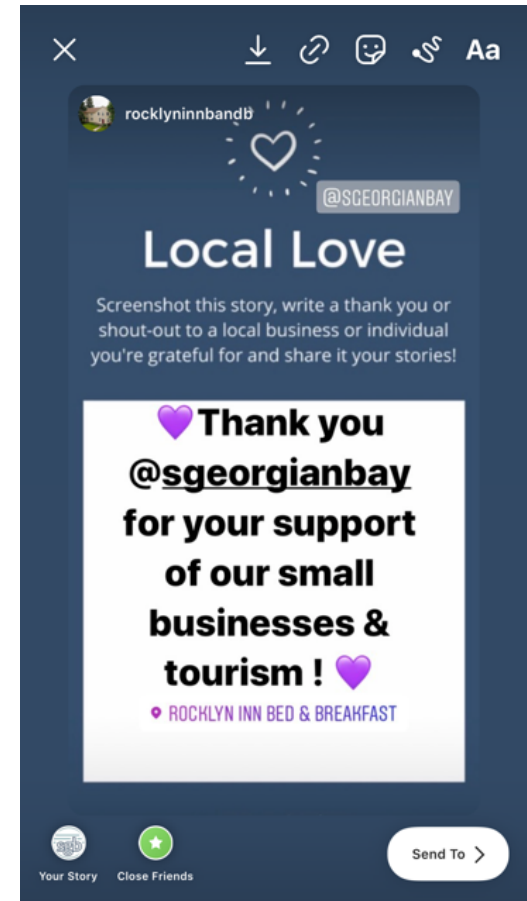 Aa
rocklyninnbandb
@SGEORGIANBAY
Local Love
Screenshot this story, write a thank you or
shout-out to a local business or individual
you're grateful for and share it your stories!
💜Thank you
@sgeorgianbay
for your support
of our small
businesses &
tourism ! 💜
ROCKLYN INN BED & BREAKFAST
sgb
Your Story
Close Friends
Send To >